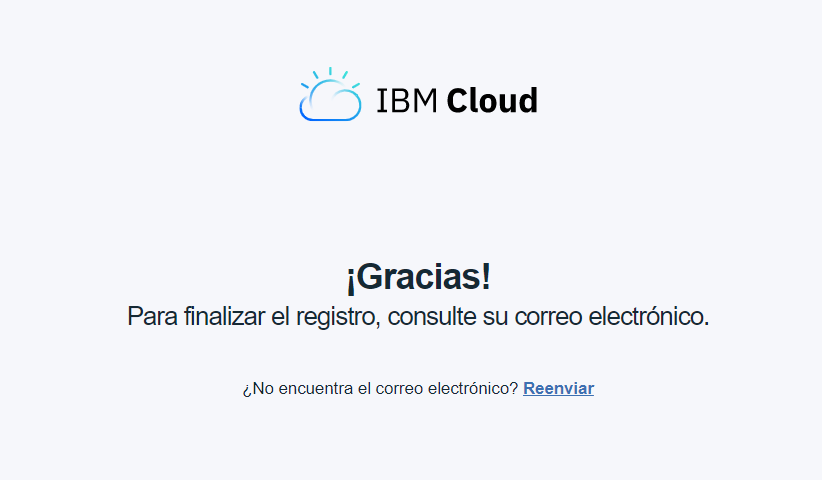 IBM Cloud
¡Gracias!
Para finalizar el registro, consulte su correo electrónico.
¿No encuentra el correo electrónico? Reenviar